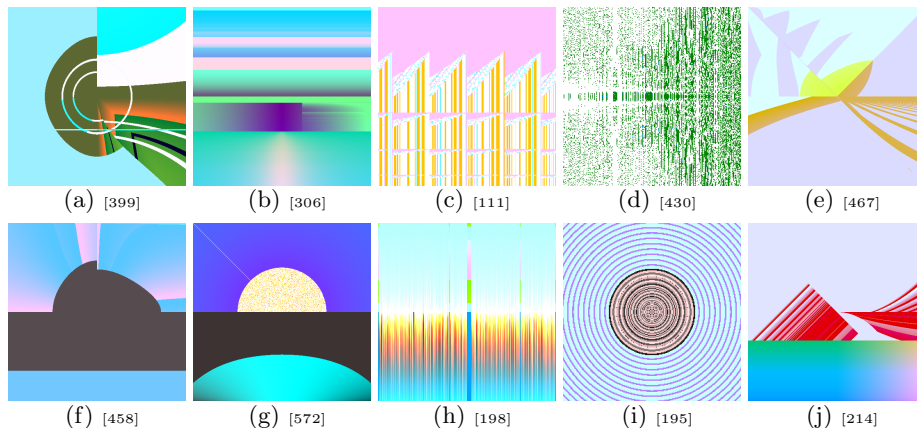 (a) [399] (b) [306] (c) [111] (d) [430] (e) [467]
(f) [458] (g) [572] (h) [198] (i) [195] (j) [214]